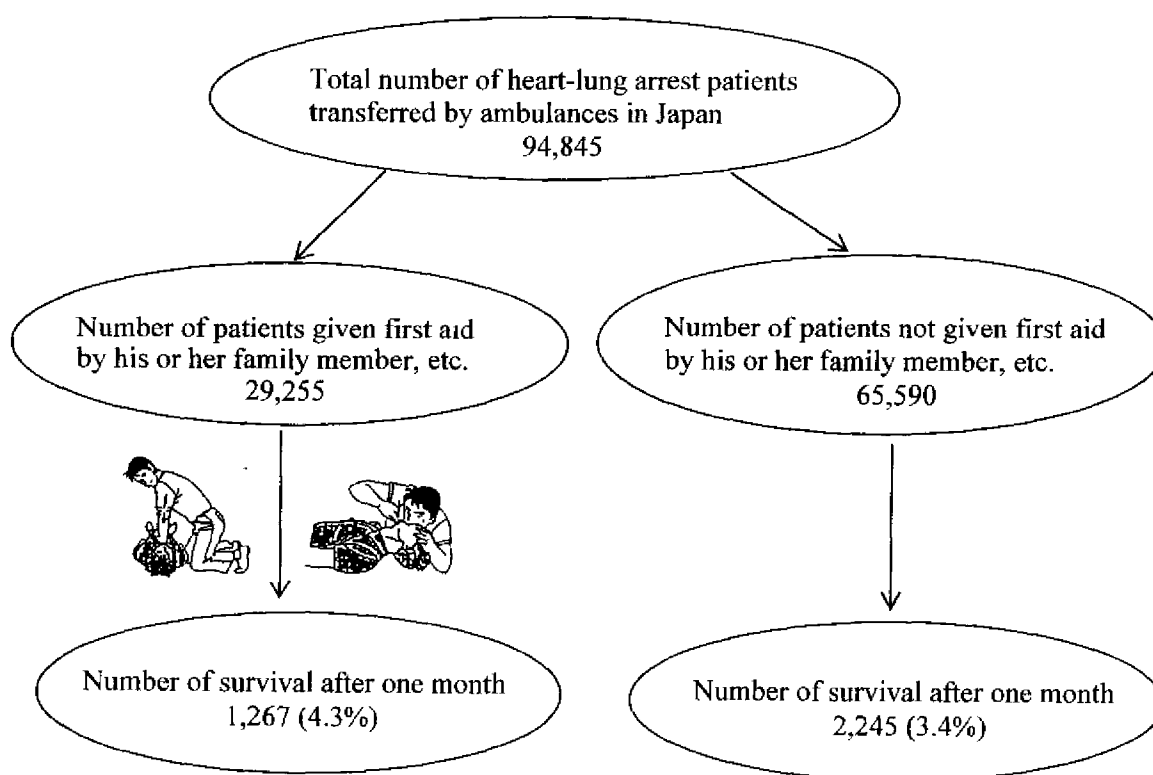 Total number of heart-lung arrest patients
transferred by ambulances in Japan
94,845
Number of patients given first aid
by his or her family member, etc.
29,255
Number of patients not given first aid
by his or her family member, etc.
65,590
Number of survival after one month
1,267 (4.3%)
Number of survival after one month
2,245 (3.4%)